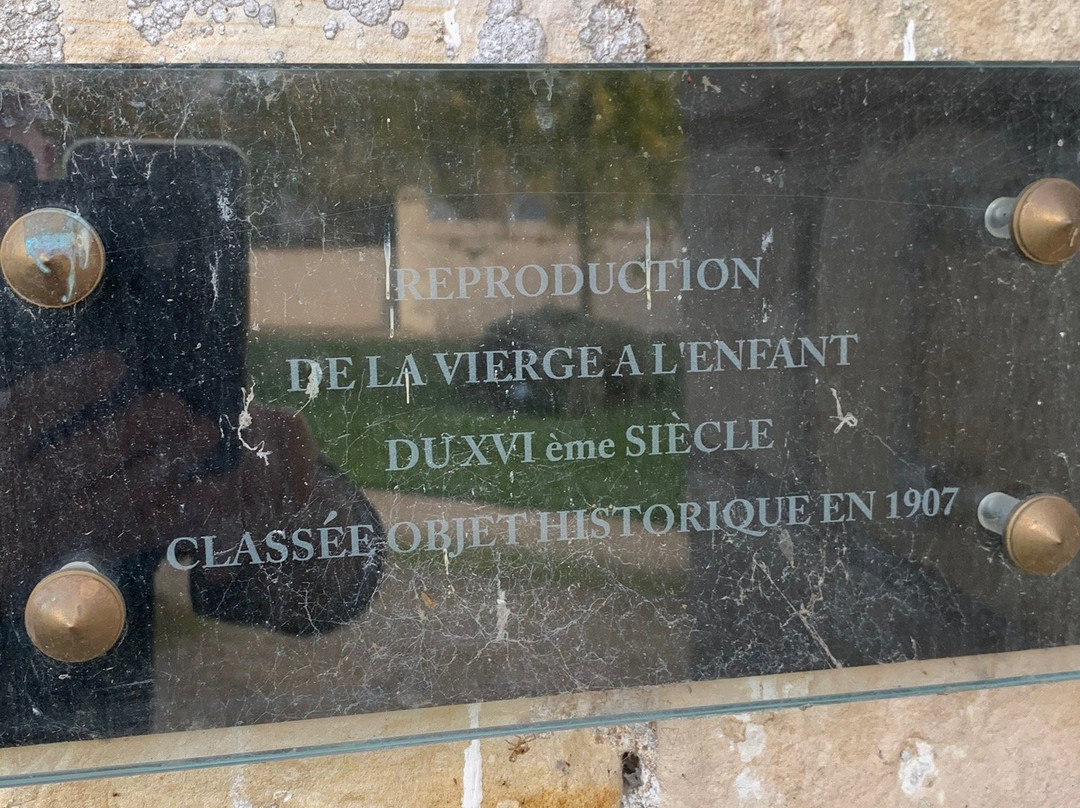 REPRODUCTION
DE LA VIERGE A L'ENFANT
DU XVI ème SIÈCLE
CLASSÉE OBJET HISTORIQUE EN 1907